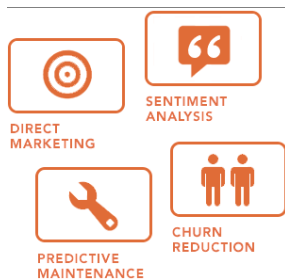 SENTIMENT
ANALYSIS
DIRECT
MARKETING
CHURN
REDUCTION
PREDICTIVE
MAINTENANCE